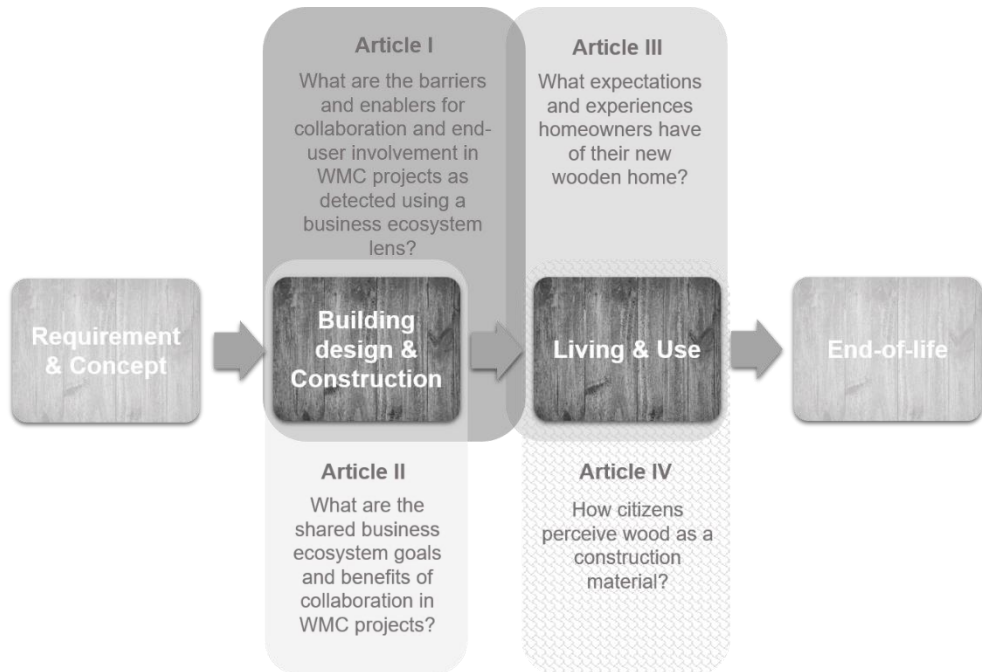 Article I
What are the barriers
and enablers for
collaboration and end-
user involvement in
WMC projects as
detected using a
business ecosystem
lens?
Article III
What expectations
and experiences
homeowners have
of their new
wooden home?
Requirement
& Concept
Building
design &
Construction
Living & Use
End-of-life
Article II
What are the
shared business
ecosystem goals
and benefits of
collaboration in
WMC projects?
Article IV
How citizens
perceive wood as a
construction
material?